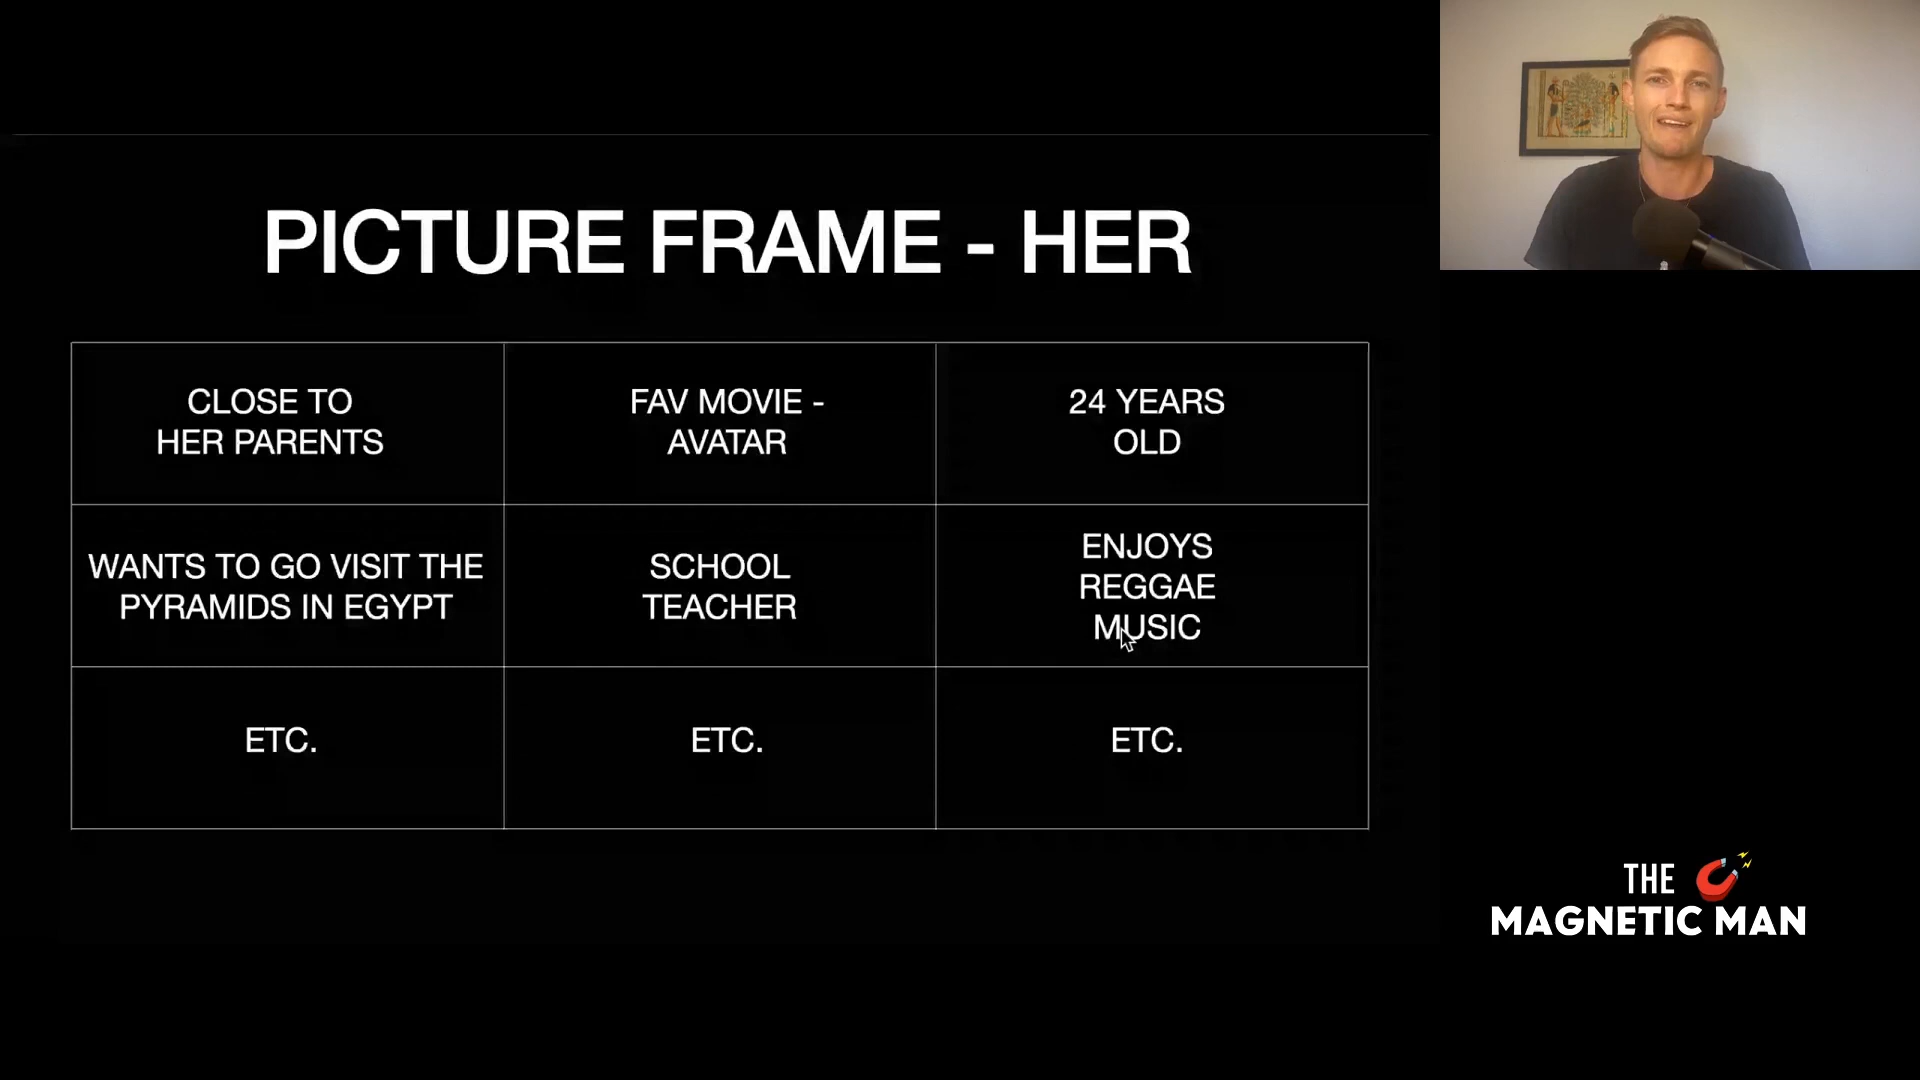 PICTURE FRAME - HER
CLOSE TO
HER PARENTS
FAV MOVIE -
AVATAR
24 YEARS
OLD
WANTS TO GO VISIT THE
PYRAMIDS IN EGYPT
SCHOOL
TEACHER
ENJOYS
REGGAE
MUSIC
ETC.
ETC.
ETC.
THE
MAGNETIC MAN